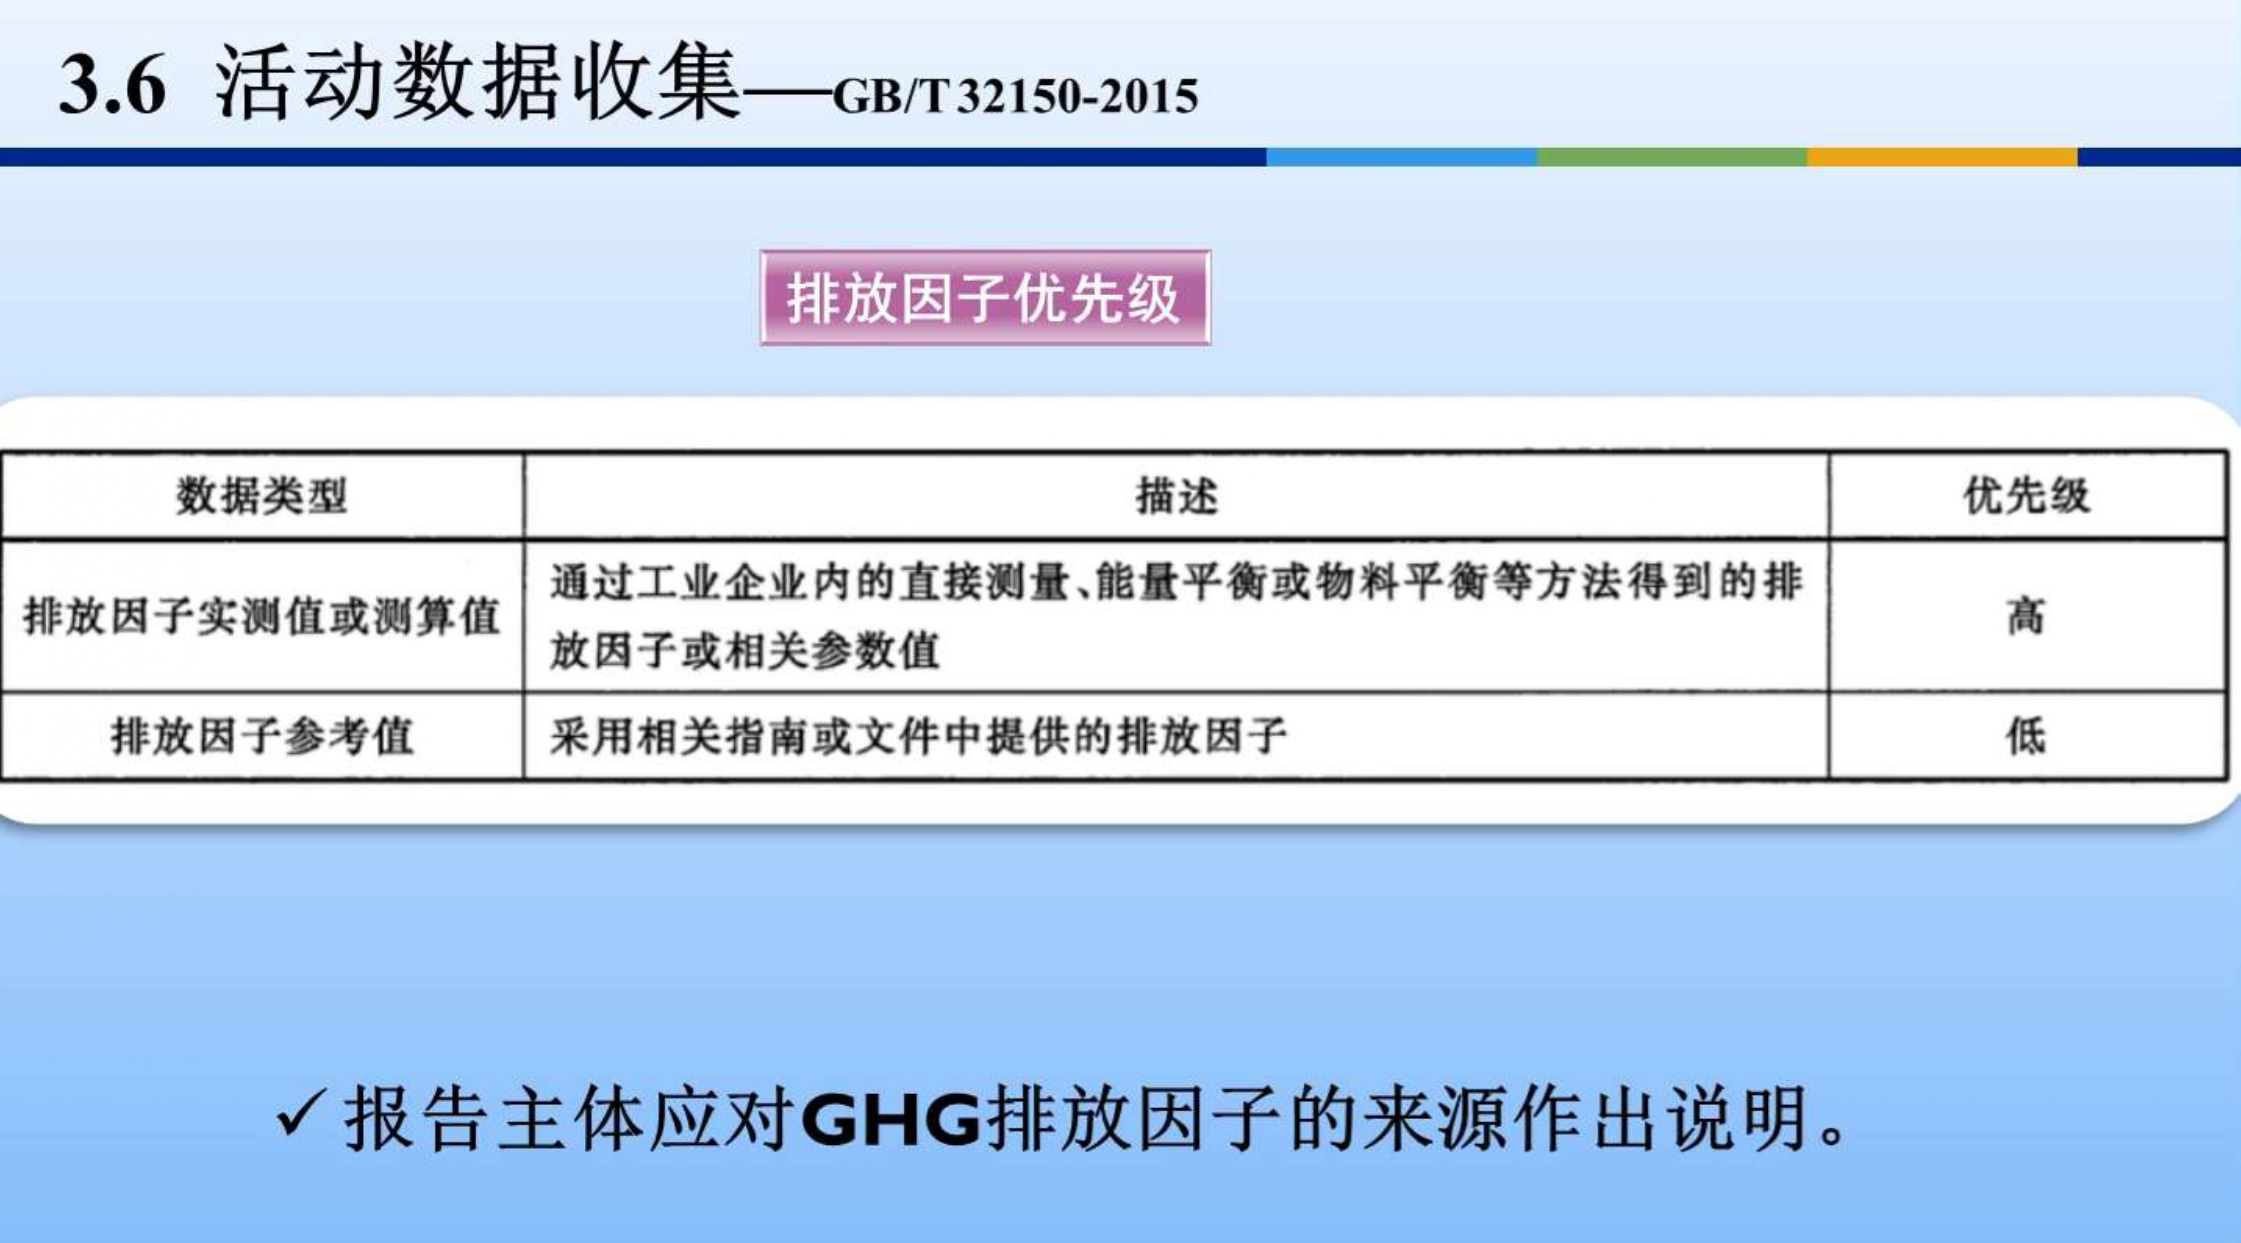 3.6 活动数据收集——GB/T 32150-2015
排放因子优先级
数据类型 描述 优先级
排放因子实测值或测算值 通过工业企业内的直接测量、能量平衡或物料平衡等方法得到的排
放因子或相关参数值 高
排放因子参考值 采用相关指南或文件中提供的排放因子 低
✓报告主体应对GHG排放因子的来源作出说明。